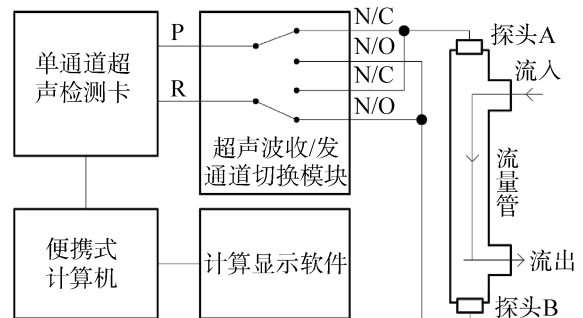 单通道超
声检测卡
P
R
N/C
N/O
N/C
N/O
超声波收/发
通道切换模块
探头A
流入
流量管
流出
探头B
便携式
计算机
计算显示软件